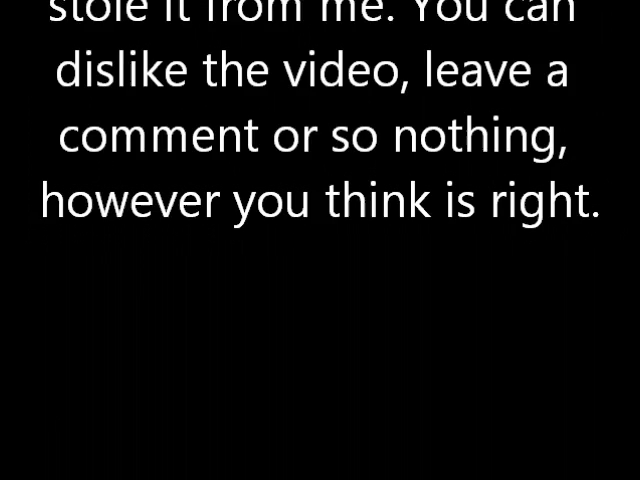 stole it from me. You can
dislike the video, leave a
comment or so nothing,
however you think is right.